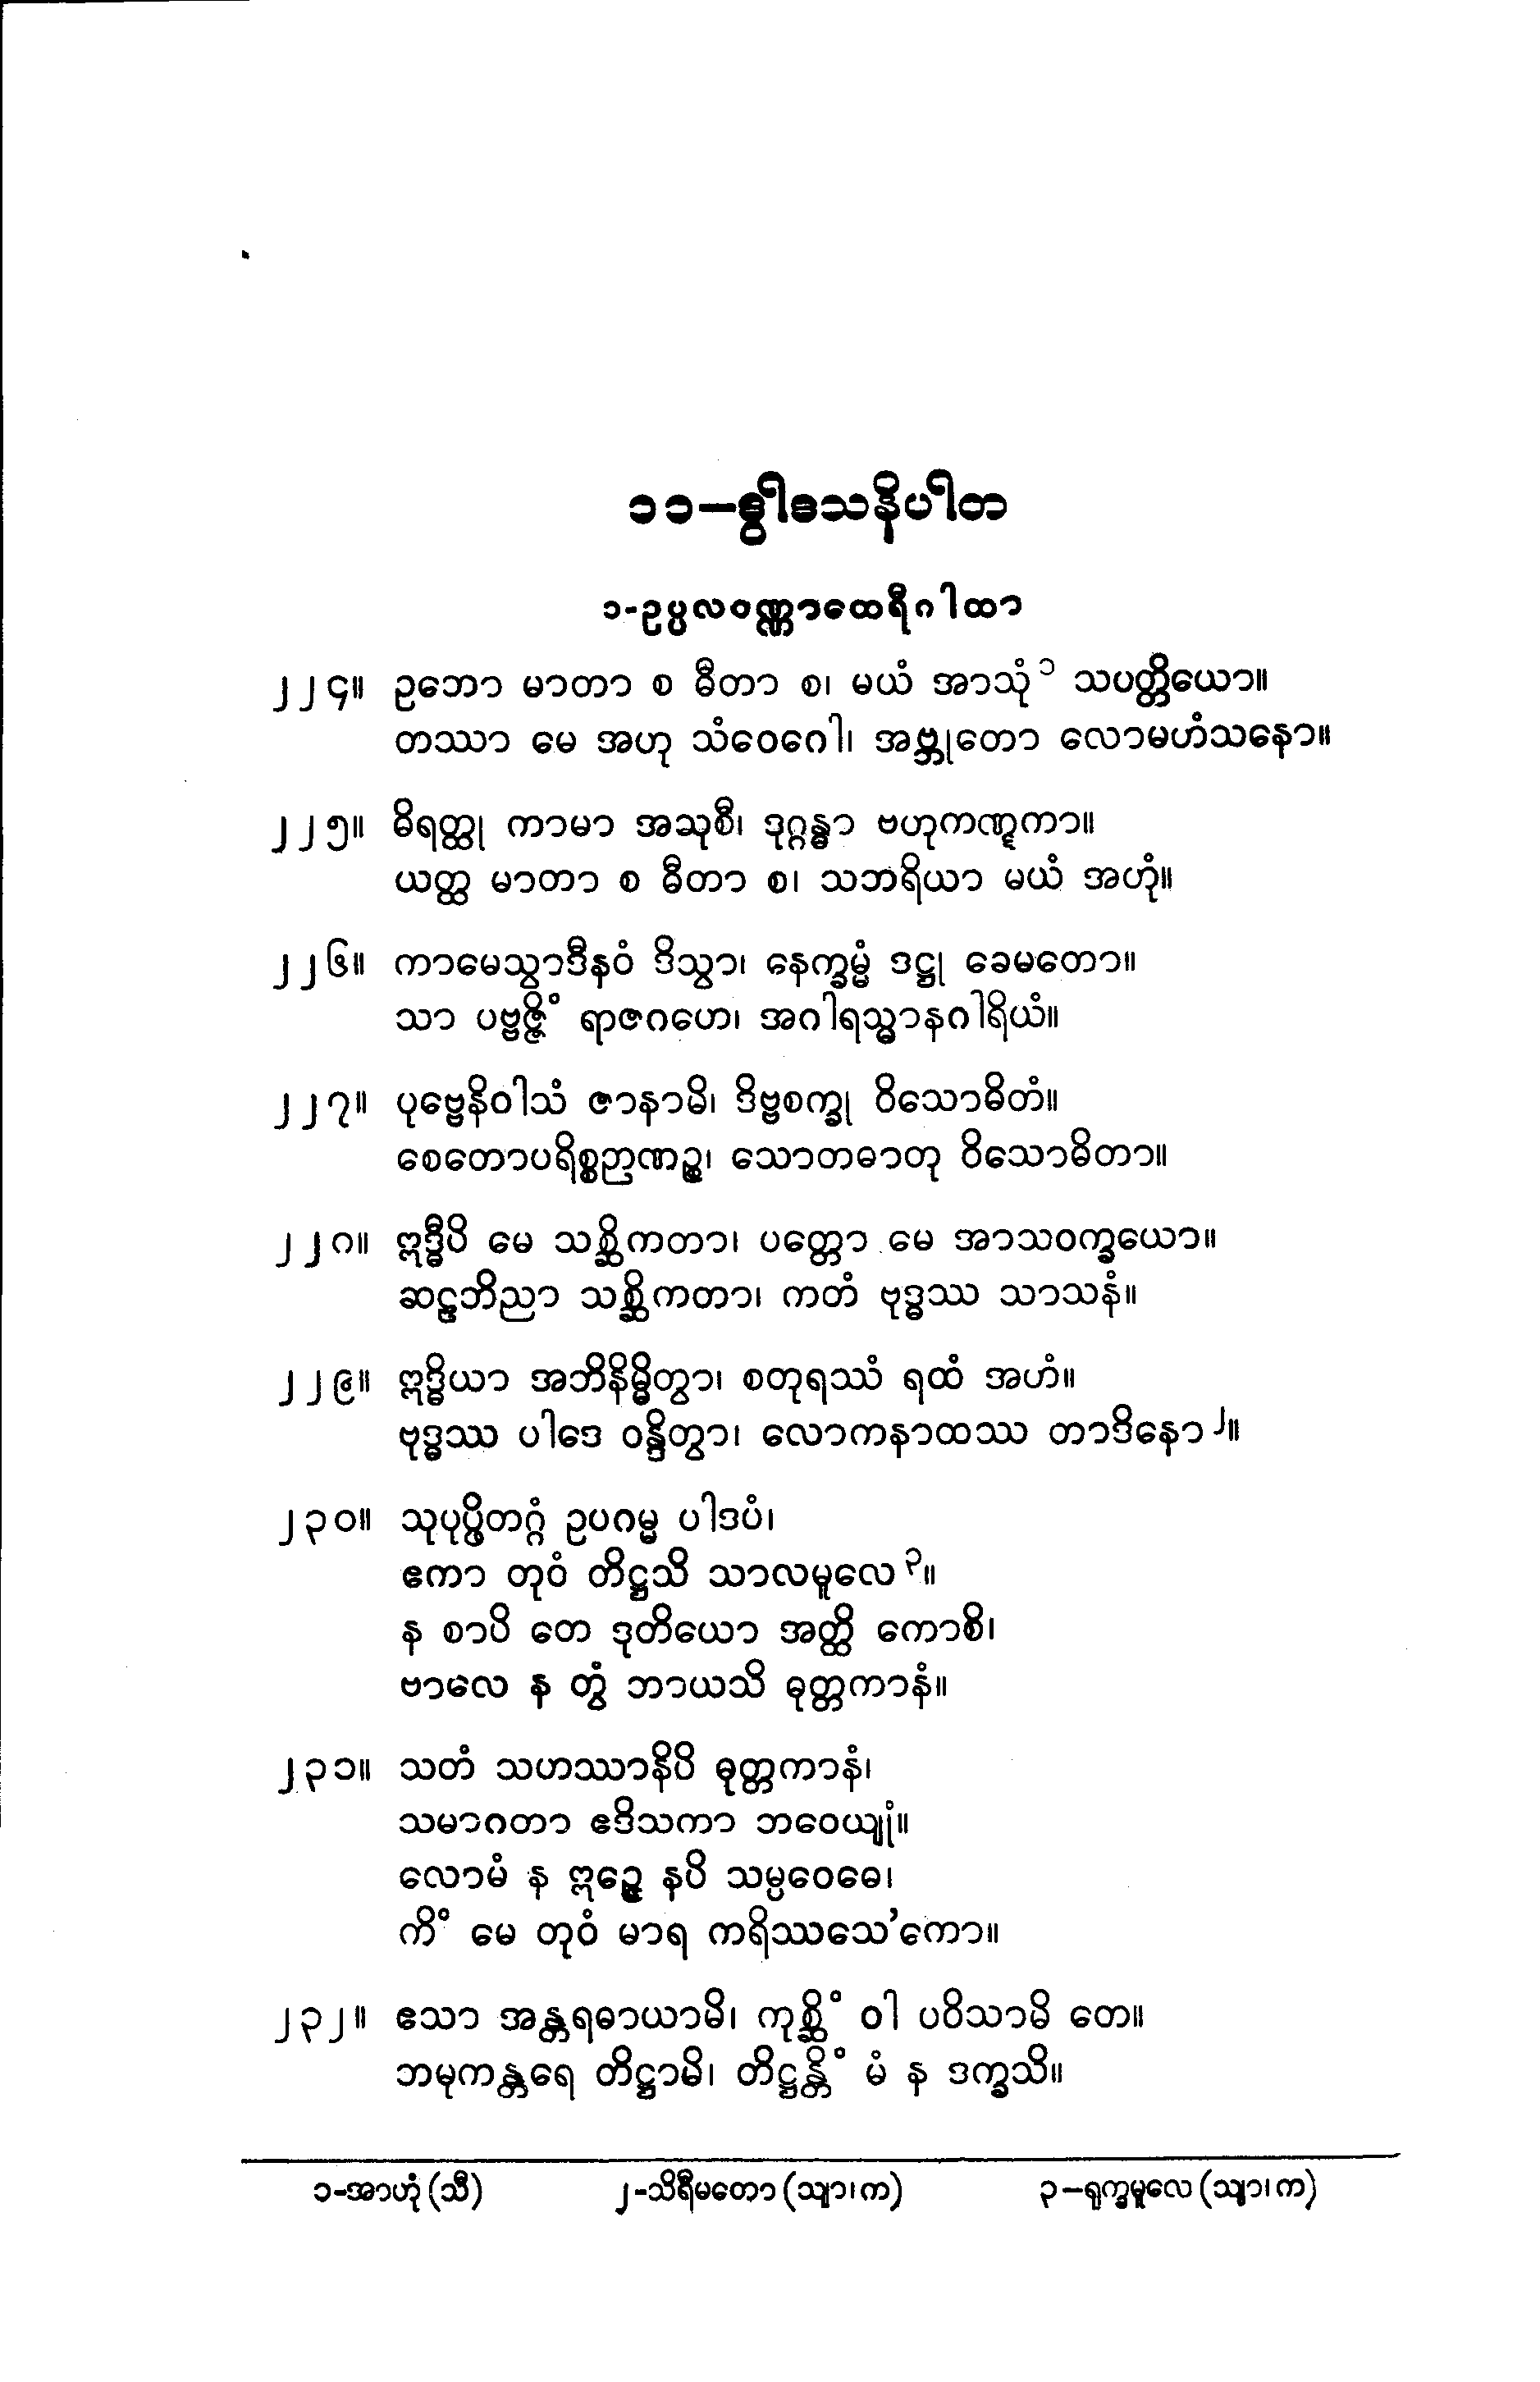 ၁၁–ဒွါဒသနိပါတ
၁-ဥပ္ပလဝဏ္ဏာထေရီဂါထာ
၂၂၄။ ဥဘော မာတာ စ ဓီတာ စ၊ မယံ အာသုံ၁ သပတ္တိယော။
တဿာ မေ အဟု သံဝေဂေါ၊ အဗ္ဘုတော လောမဟံသနော။
၂၂၅။ ဓိရတ္ထု ကာမာ အသုစီ၊ ဒုဂ္ဂန္ဓာ ဗဟုကဏ္ဋကာ။
ယတ္ထ မာတာ စ ဓီတာ စ၊ သဘရိယာ မယံ အဟုံ။
၂၂၆။ ကာမေသွာဒီနဝံ ဒိသွာ၊ နေက္ခမ္မံ ဒဋ္ဌု ခေမတော။
သာ ပဗ္ဗဇ္ဇိံ ရာဇဂဟေ၊ အဂါရသ္မာနဂါရိယံ။
၂၂၇။ ပုဗ္ဗေနိဝါသံ ဇာနာမိ၊ ဒိဗ္ဗစက္ခု ဝိသောဓိတံ။
စေတောပရိစ္စဉာဏဉ္စ၊ သောတဓာတု ဝိသောဓိတာ။
၂၂၈။ ဣဒ္ဓီပိ မေ သစ္ဆိကတာ၊ ပတ္တော မေ အာသဝက္ခယော။
ဆဠဘိညာ သစ္ဆိကတာ၊ ကတံ ဗုဒ္ဓဿ သာသနံ။
၂၂၉။ ဣဒ္ဓိယာ အဘိနိမ္မိတွာ၊ စတုရဿံ ရထံ အဟံ။
ဗုဒ္ဓဿ ပါဒေ ဝန္ဒိတွာ၊ လောကနာထဿ တာဒိနော၂။
၂၃၀။ သုပုပ္ဖိတဂ္ဂံ ဥပဂမ္မ ပါဒပံ၊
ဧကာ တုဝံ တိဋ္ဌသိ သာလမူလေ၃။
န စာပိ တေ ဒုတိယော အတ္ထိ ကောစိ၊
ဗာလေ န တွံ ဘာယသိ ဓုတ္တကာနံ။
၂၃၁။ သတံ သဟဿာနိပိ ဓုတ္တကာနံ၊
သမာဂတာ ဧဒိသကာ ဘဝေယျုံ။
လောမံ န ဣဉ္ဇေ နပိ သမ္ပဝေဓေ၊
ကိံ မေ တုဝံ မာရ ကရိဿသေ’ကော။
၂၃၂။ ဧသာ အန္တရဓာယာမိ၊ ကုစ္ဆိံ ဝါ ပဝိသာမိ တေ။
ဘမုကန္တရေ တိဋ္ဌာမိ၊ တိဋ္ဌန္တိံ မံ န ဒက္ခသိ။
၁-အာဟုံ (သီ) ၂-သိရီမတော (သျာ၊ က) ၃–ရုက္ခမူလေ (သျာ၊ က)